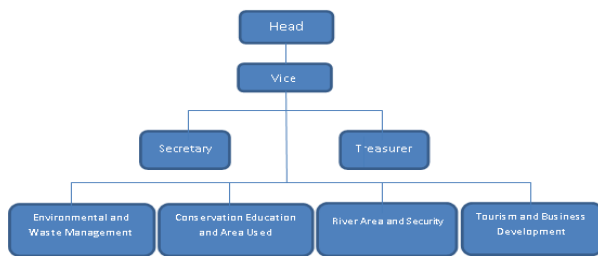 Head
Vice
Secretary
Treasurer
Environmental and
Waste Management
Conservation Education
and Area Used
River Area and Security
Tourism and Business
Development